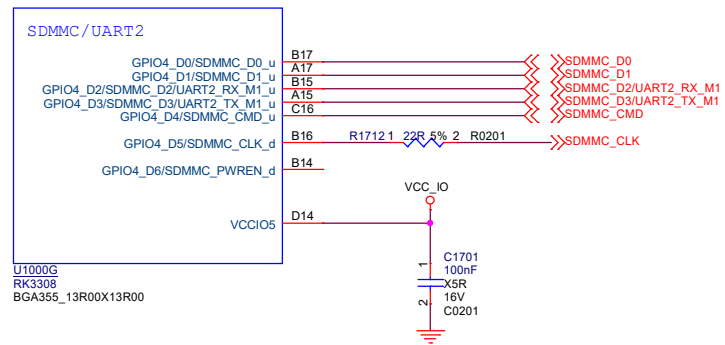 SDMMC/UART2
GPIO4_D0/SDMMC_D0_u B17 SDMMC_D0
GPIO4_D1/SDMMC_D1_u A17 SDMMC_D1
GPIO4_D2/SDMMC_D2/UART2_RX_M1_u B15 SDMMC_D2/UART2_RX_M1
GPIO4_D3/SDMMC_D3/UART2_TX_M1_u A15 SDMMC_D3/UART2_TX_M1
GPIO4_D4/SDMMC_CMD_u C16 SDMMC_CMD
GPIO4_D5/SDMMC_CLK_d B16 R1712 1 22R 5% 2 R0201 SDMMC_CLK
GPIO4_D6/SDMMC_PWREN_d B14
VCC_IO
VCCIO5 D14
1 C1701
100nF
X5R
2 16V
C0201
U1000G
RK3308
BGA355_13R00X13R00